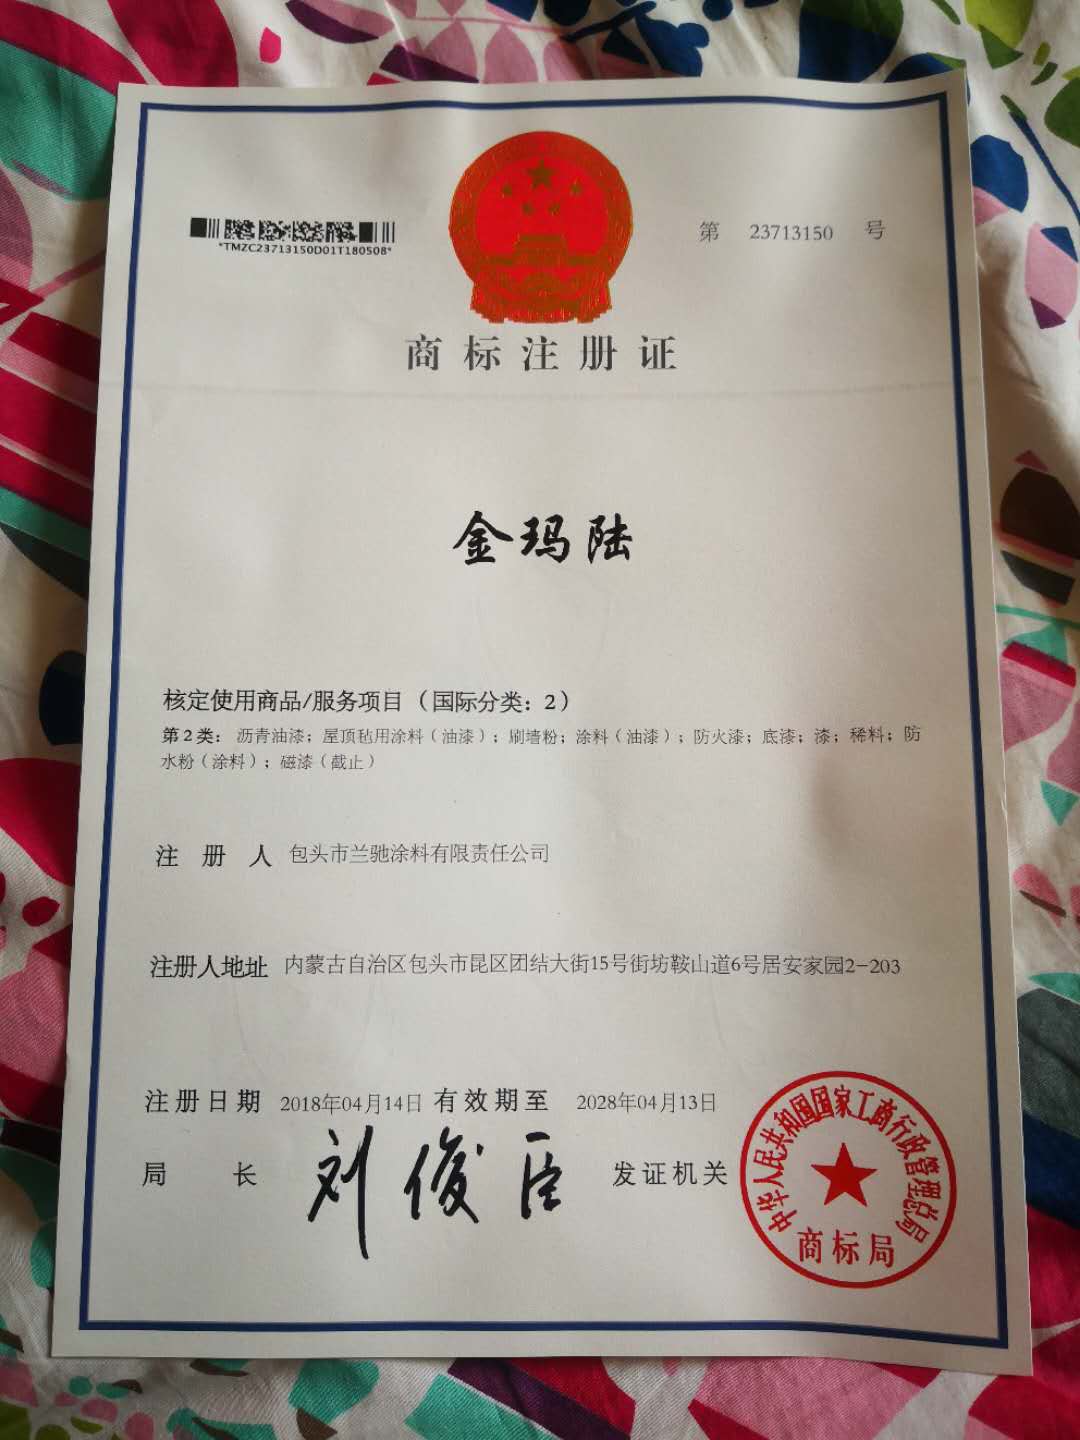 *TMZC23713150D01T180508*
第 23713150 号
商标注册证
金玛陆
核定使用商品/服务项目（国际分类：2）
第2类：沥青油漆；屋顶毡用涂料（油漆）；刷墙粉；涂料（油漆）；防火漆；底漆；漆；稀料；防
水粉（涂料）；磁漆（截止）
注册人 包头市兰驰涂料有限责任公司
注册人地址 内蒙古自治区包头市昆区团结大街15号街坊鞍山道6号居安家园2-203
注册日期 2018年04月14日 有效期至 2028年04月13日
局长 刘俊臣 发证机关
中华人民共和国国家工商行政管理总局
商标局